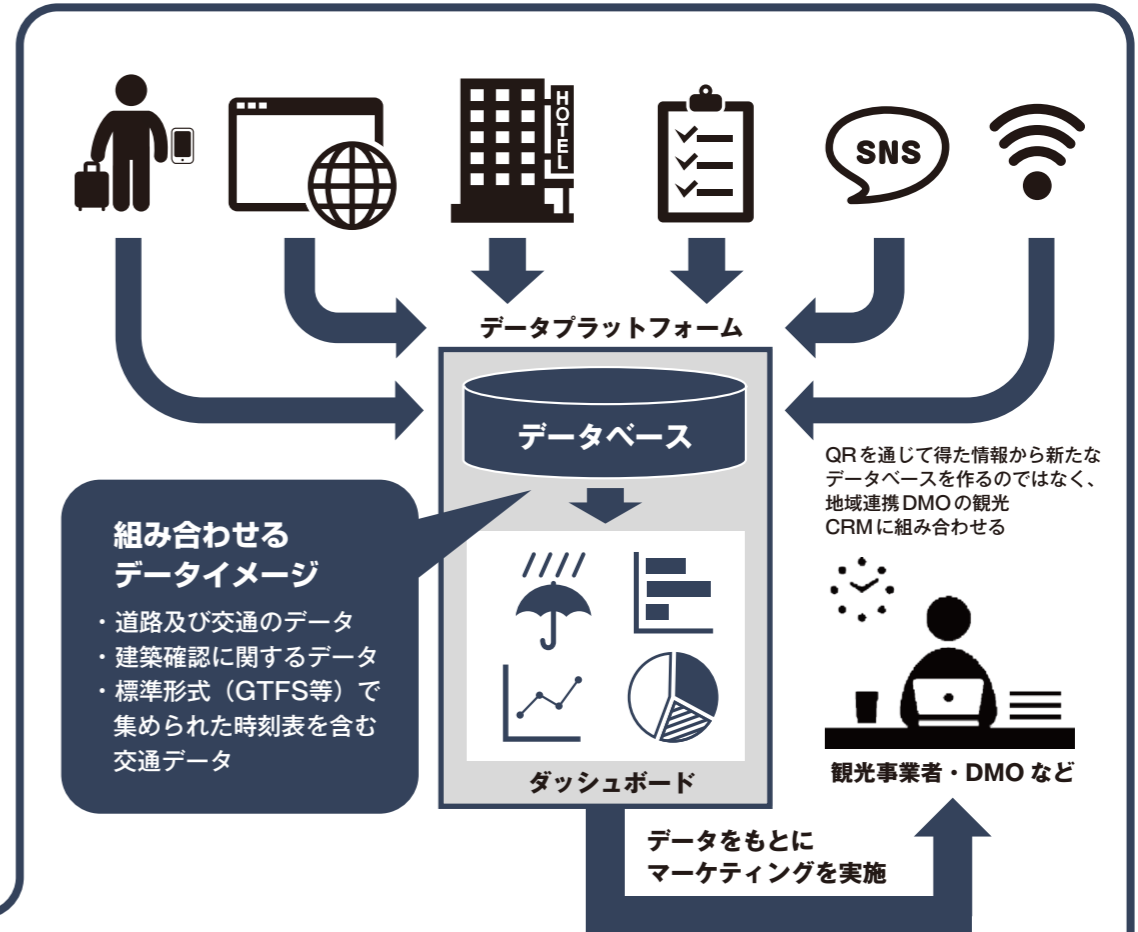 HOTEL
SNS
データプラットフォーム
データベース
QRを通じて得た情報から新たな
データベースを作るのではなく、
地域連携DMOの観光
CRMに組み合わせる
組み合わせる
データイメージ
・道路及び交通のデータ
・建築確認に関するデータ
・標準形式（GTFS等）で
集められた時刻表を含む
交通データ
ダッシュボード
観光事業者・DMO など
データをもとに
マーケティングを実施